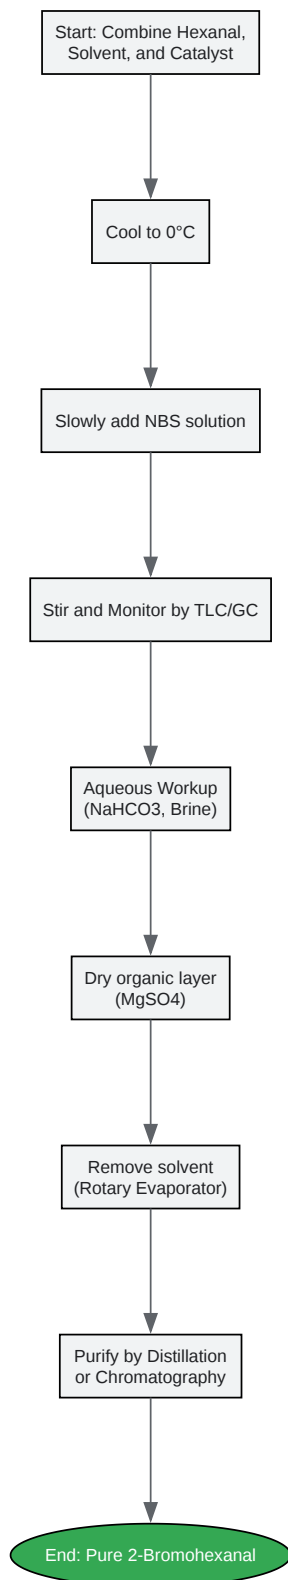 Start: Combine Hexanal,
Solvent, and Catalyst
Cool to 0°C
Slowly add NBS solution
Stir and Monitor by TLC/GC
Aqueous Workup
(NaHCO3, Brine)
Dry organic layer
(MgSO4)
Remove solvent
(Rotary Evaporator)
Purify by Distillation
or Chromatography
End: Pure 2-Bromohexanal